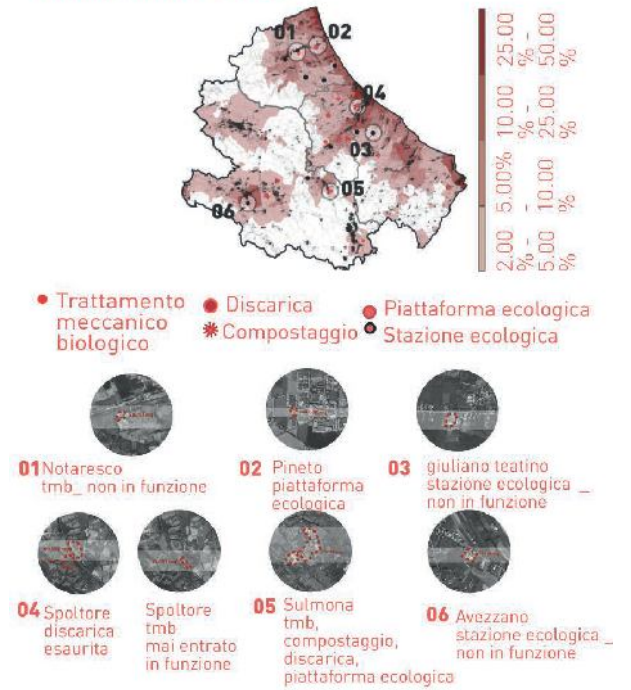 01
02
04
03
05
06
25.00 % - 50.00 %
10.00 % - 25.00 %
5.00% - 10.00 %
2.00 % - 5.00 %
Trattamento
meccanico
biologico
Discarica
Compostaggio
Piattaforma ecologica
Stazione ecologica
01 Notaresco
tmb_ non in funzione
02 Pineto
piattaforma
ecologica
03 giuliano teatino
stazione ecologica _
non in funzione
04 Spoltore
discarica
esaurita
Spoltore
tmb
mai entrato
in funzione
05 Sulmona
tmb,
compostaggio,
discarica,
piattaforma ecologica
06 Avezzano
stazione ecologica _
non in funzione